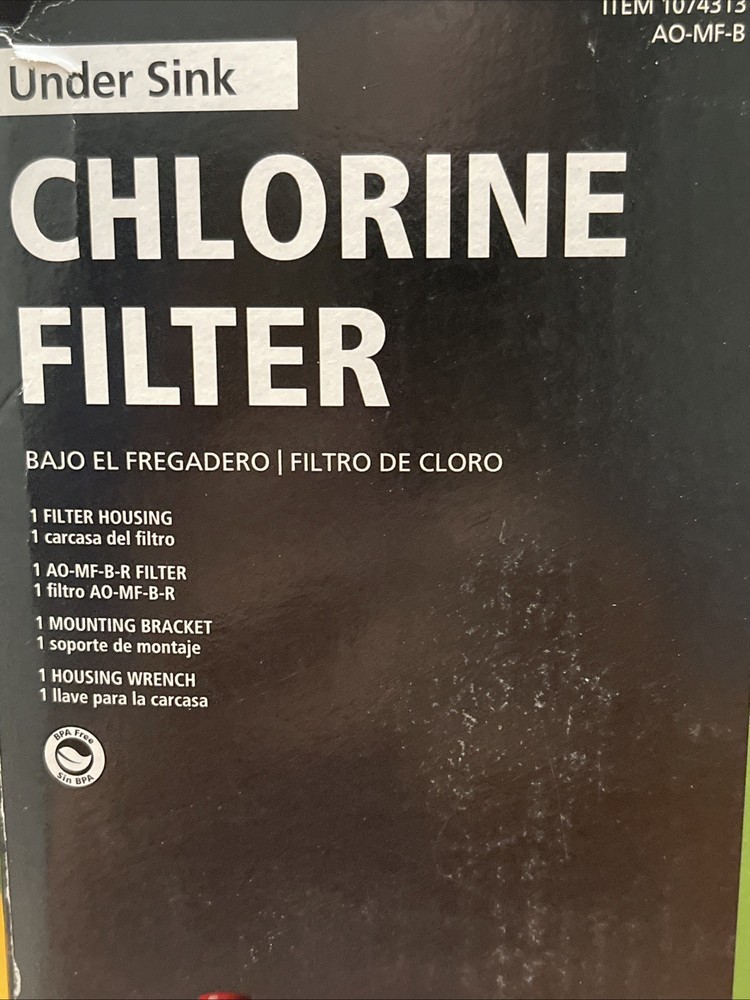 ITEM 1074313
AO-MF-B
Under Sink
CHLORINE
FILTER
BAJO EL FREGADERO | FILTRO DE CLORO
1 FILTER HOUSING
1 carcasa del filtro
1 AO-MF-B-R FILTER
1 filtro AO-MF-B-R
1 MOUNTING BRACKET
1 soporte de montaje
1 HOUSING WRENCH
1 llave para la carcasa
BPA Free
Sin BPA